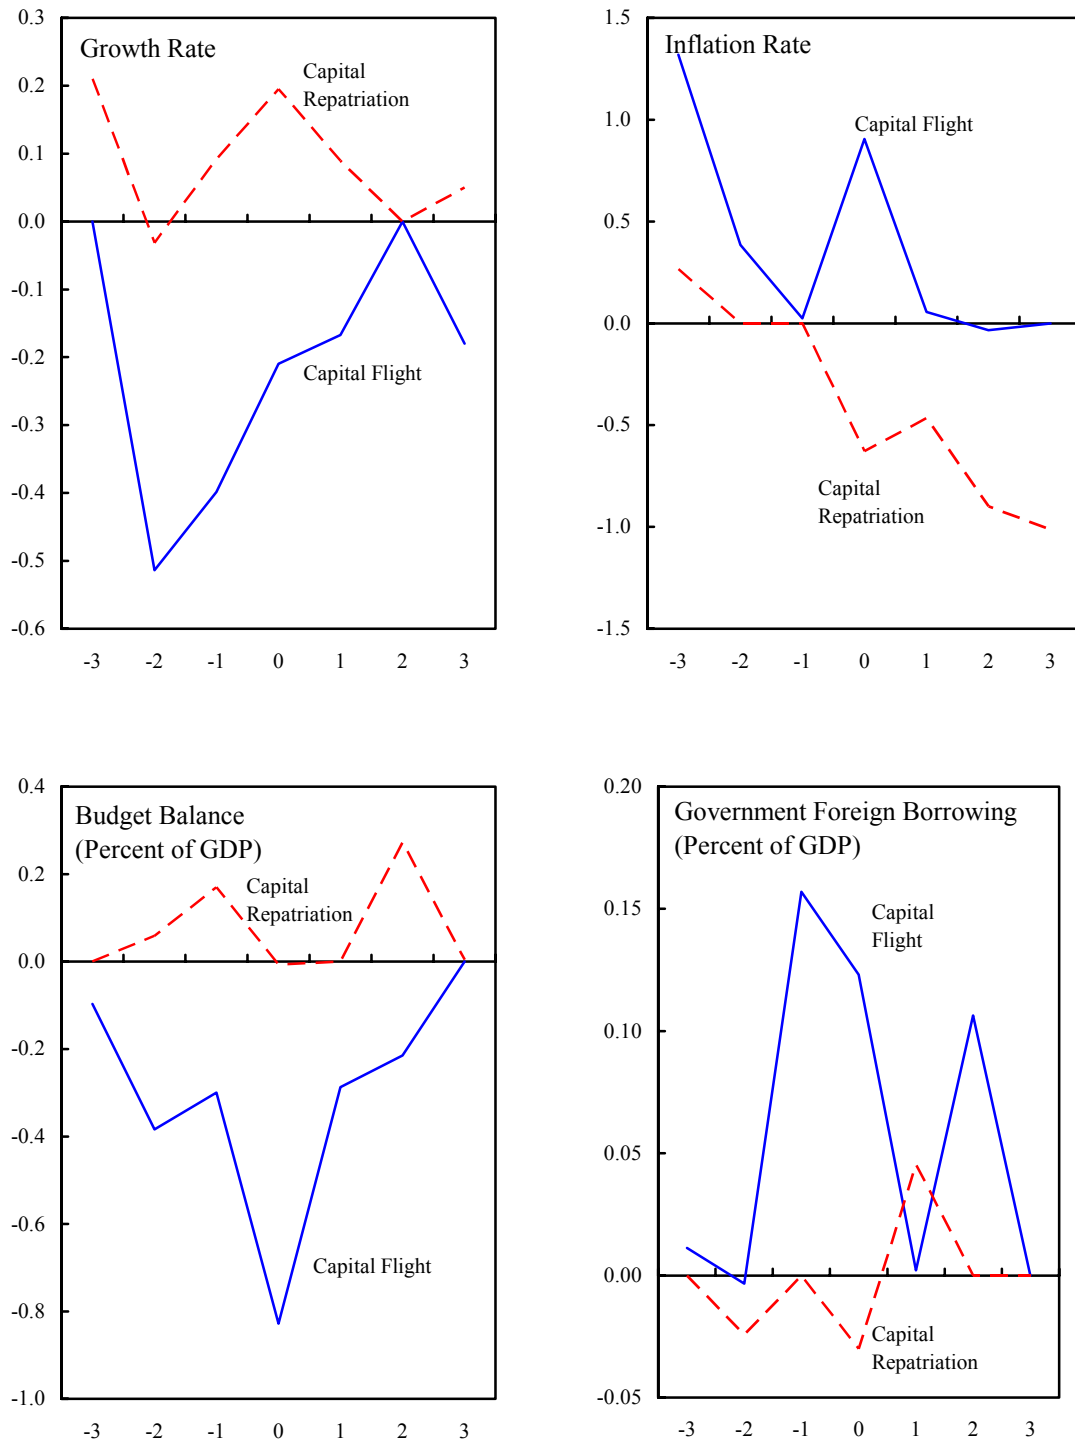 Growth Rate
0.3
0.2
0.1
0.0
-0.1
-0.2
-0.3
-0.4
-0.5
-0.6
Capital
Repatriation
Capital Flight
-3 -2 -1 0 1 2 3
Inflation Rate
1.5
1.0
0.5
0.0
-0.5
-1.0
-1.5
Capital Flight
Capital
Repatriation
-3 -2 -1 0 1 2 3
Budget Balance
(Percent of GDP)
0.4
0.2
0.0
-0.2
-0.4
-0.6
-0.8
-1.0
Capital
Repatriation
Capital Flight
-3 -2 -1 0 1 2 3
Government Foreign Borrowing
(Percent of GDP)
0.20
0.15
0.10
0.05
0.00
-0.05
Capital
Flight
Capital
Repatriation
-3 -2 -1 0 1 2 3